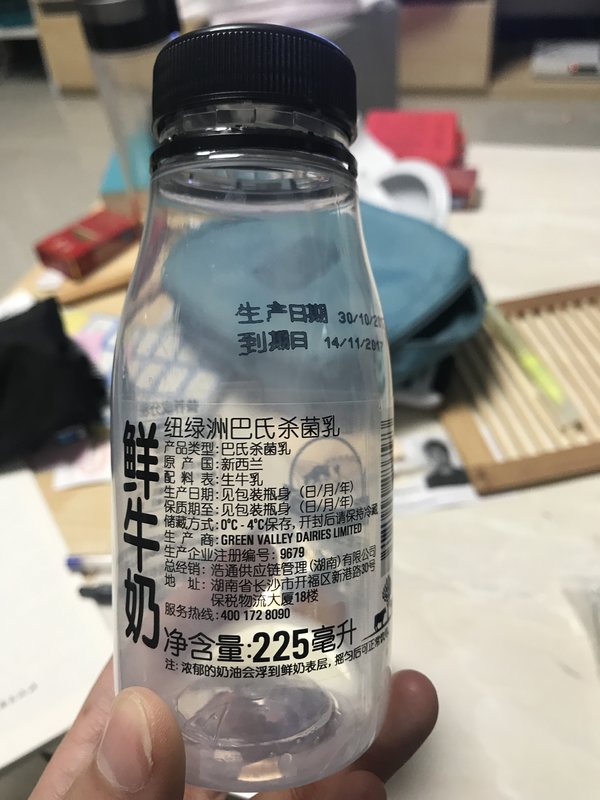 生产日期 30/10/2017
到期日 14/11/2017
鲜牛奶
纽绿洲巴氏杀菌乳
产品类型:巴氏杀菌乳
原产国:新西兰
配料表:生牛乳
生产日期:见包装瓶身（日/月/年）
保质期至:见包装瓶身（日/月/年）
储藏方式:0℃ - 4℃保存，开封后请保持冷藏
生产商:GREEN VALLEY DAIRIES LIMITED
生产企业注册编号: 9679
总经销: 浩通供应链管理(湖南)有限公司
地址: 湖南省长沙市开福区新港路30号
保税物流大厦18楼
服务热线: 400 172 8090
净含量:225毫升
注: 浓郁的奶油会浮到鲜奶表层，摇匀后可正常